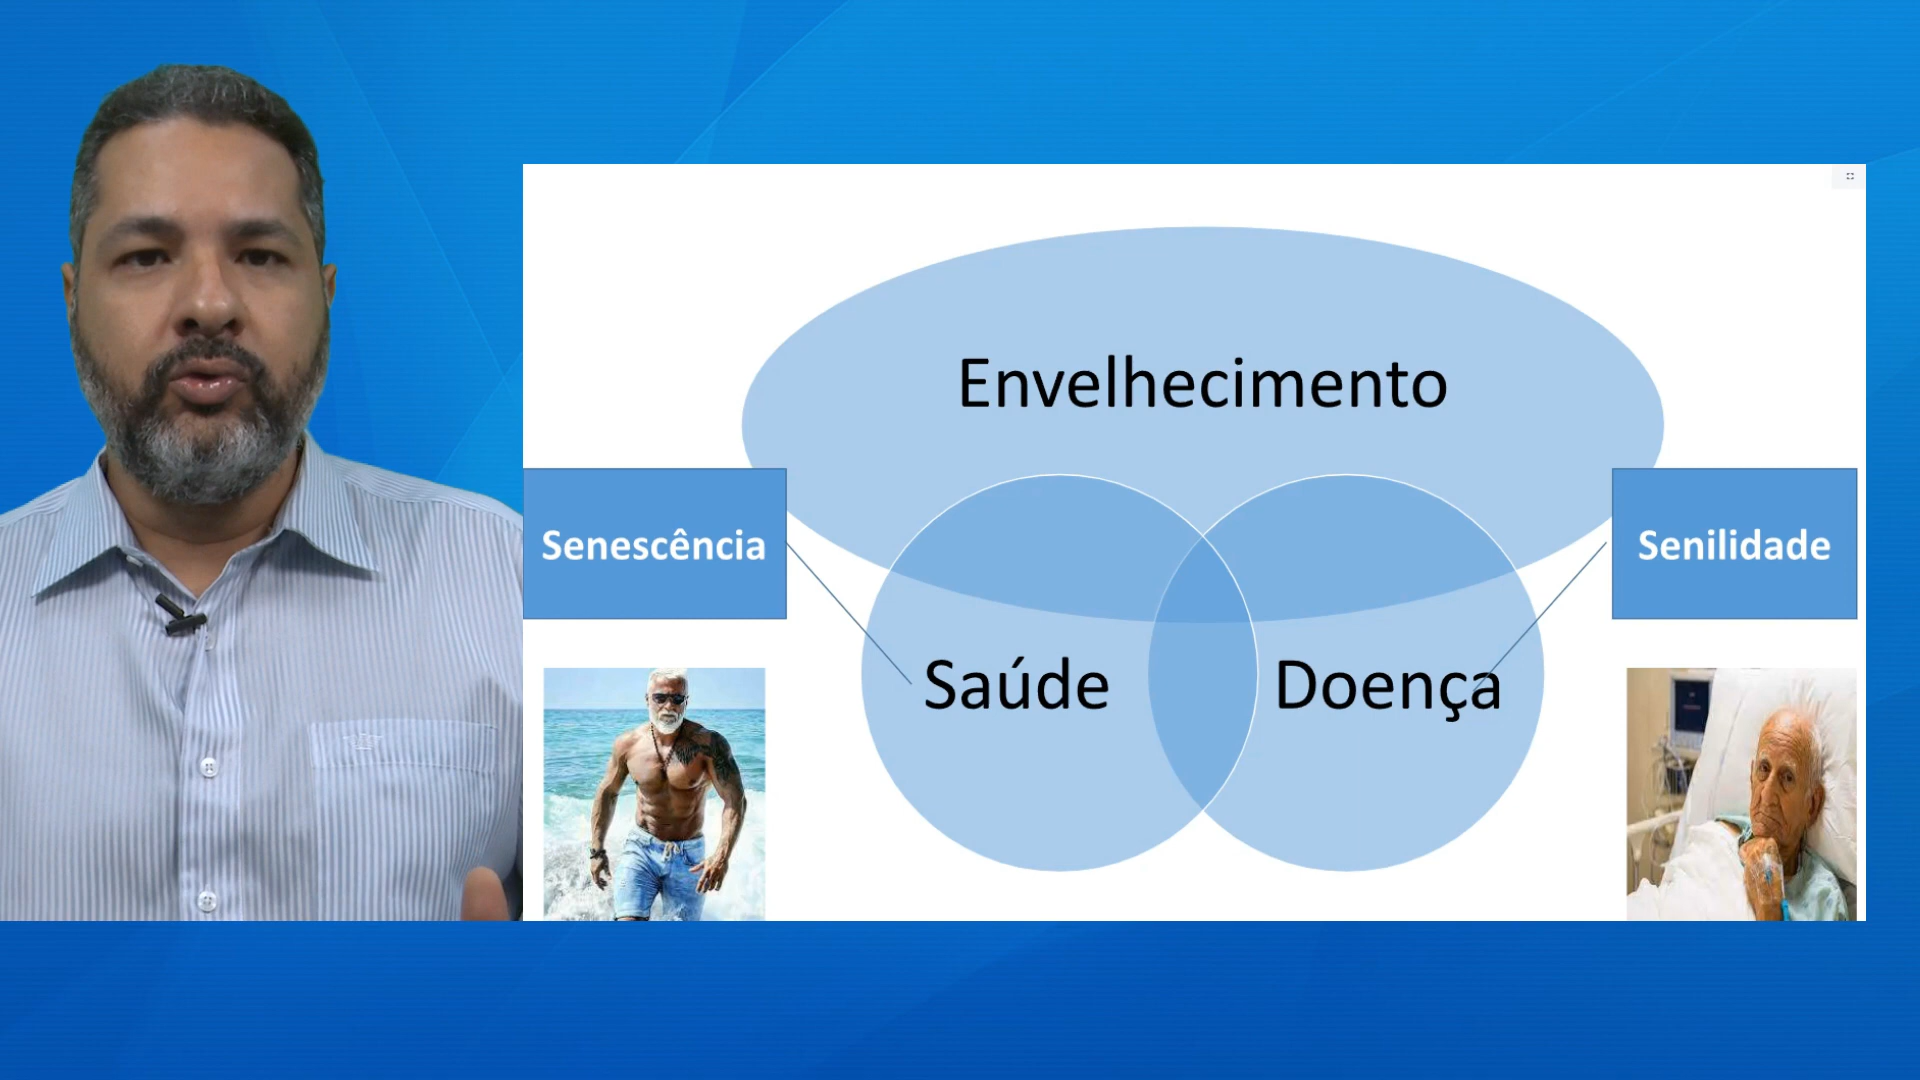 Envelhecimento
Senescência
Senilidade
Saúde
Doença